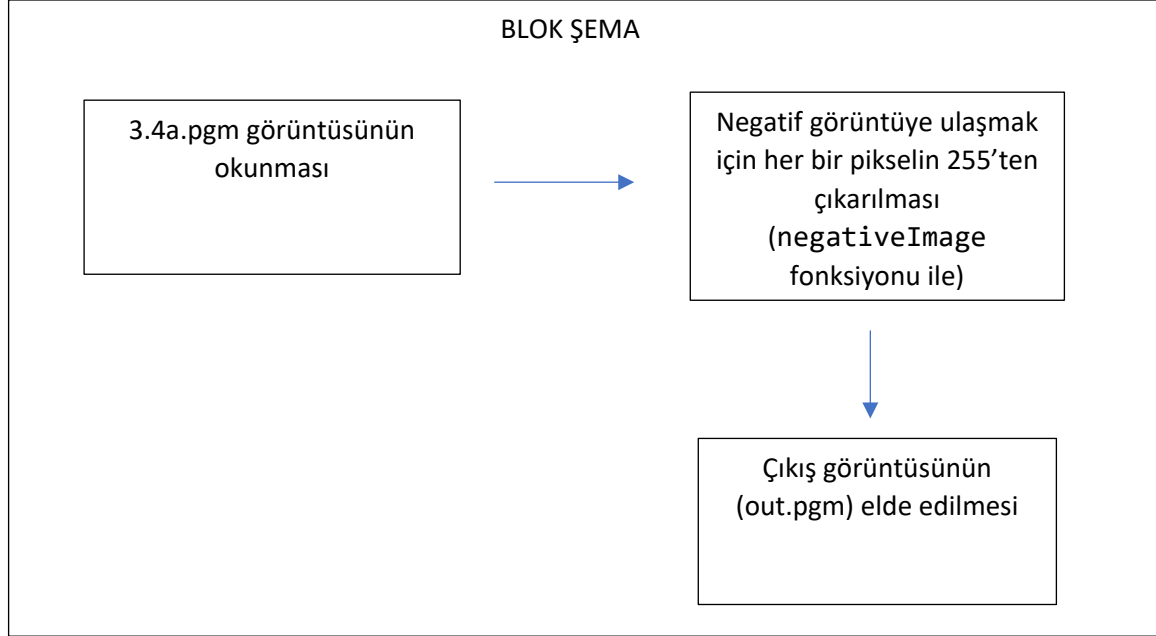 BLOK ŞEMA
3.4a.pgm görüntüsünün
okunması
Negatif görüntüye ulaşmak
için her bir pikselin 255’ten
çıkarılması
(negativeImage
fonksiyonu ile)
Çıkış görüntüsünün
(out.pgm) elde edilmesi